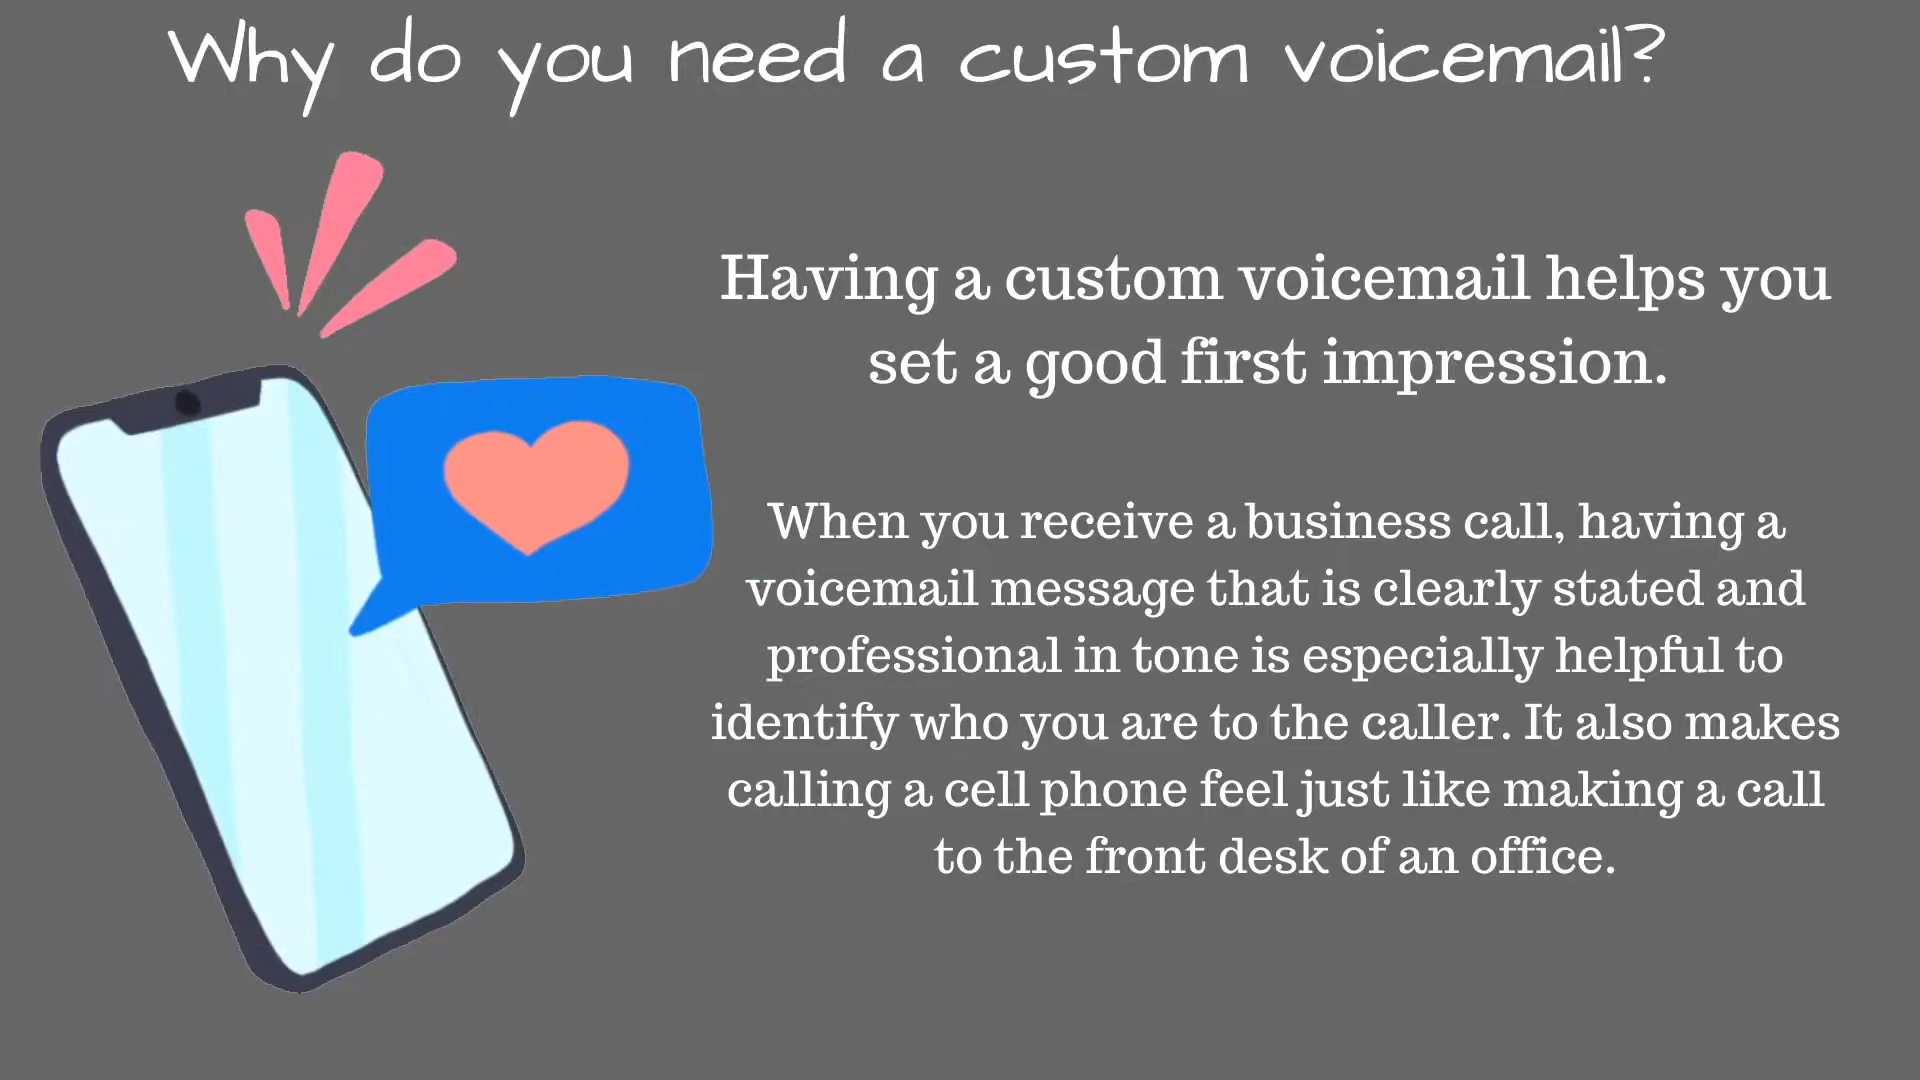 Why do you need a custom voicemail?
Having a custom voicemail helps you
set a good first impression.
When you receive a business call, having a
voicemail message that is clearly stated and
professional in tone is especially helpful to
identify who you are to the caller. It also makes
calling a cell phone feel just like making a call
to the front desk of an office.